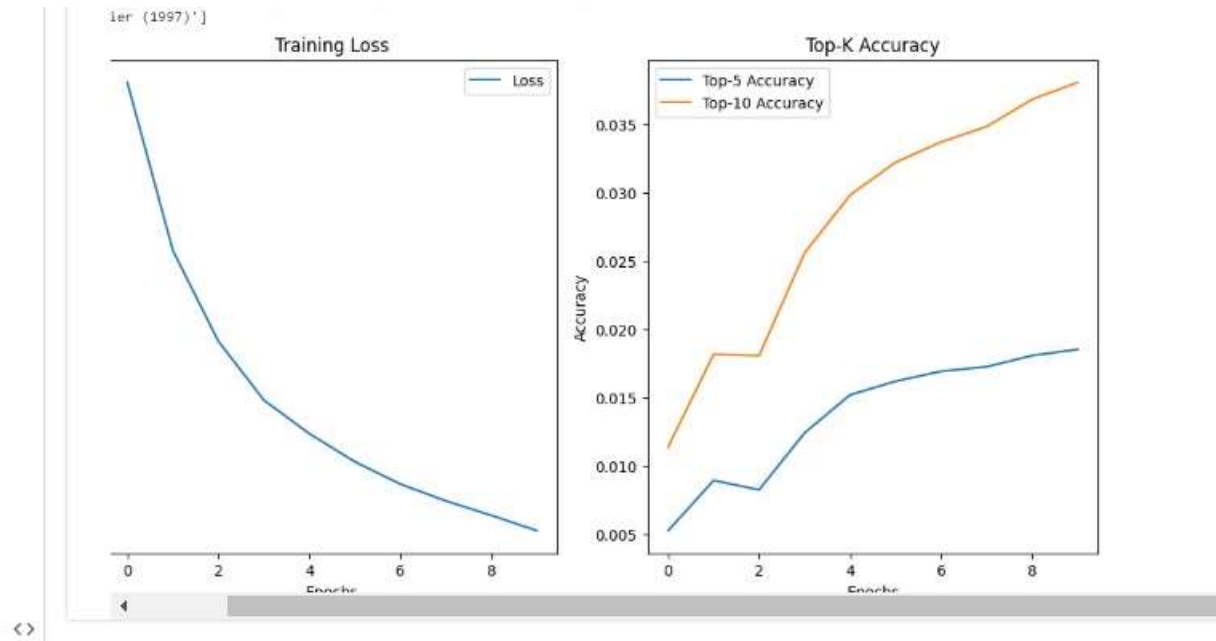 ler (1997)']
Training Loss
Loss
0
2
4
6
8
Epochs
Top-K Accuracy
Top-5 Accuracy
Top-10 Accuracy
Accuracy
0.035
0.030
0.025
0.020
0.015
0.010
0.005
0
2
4
6
8
Epochs